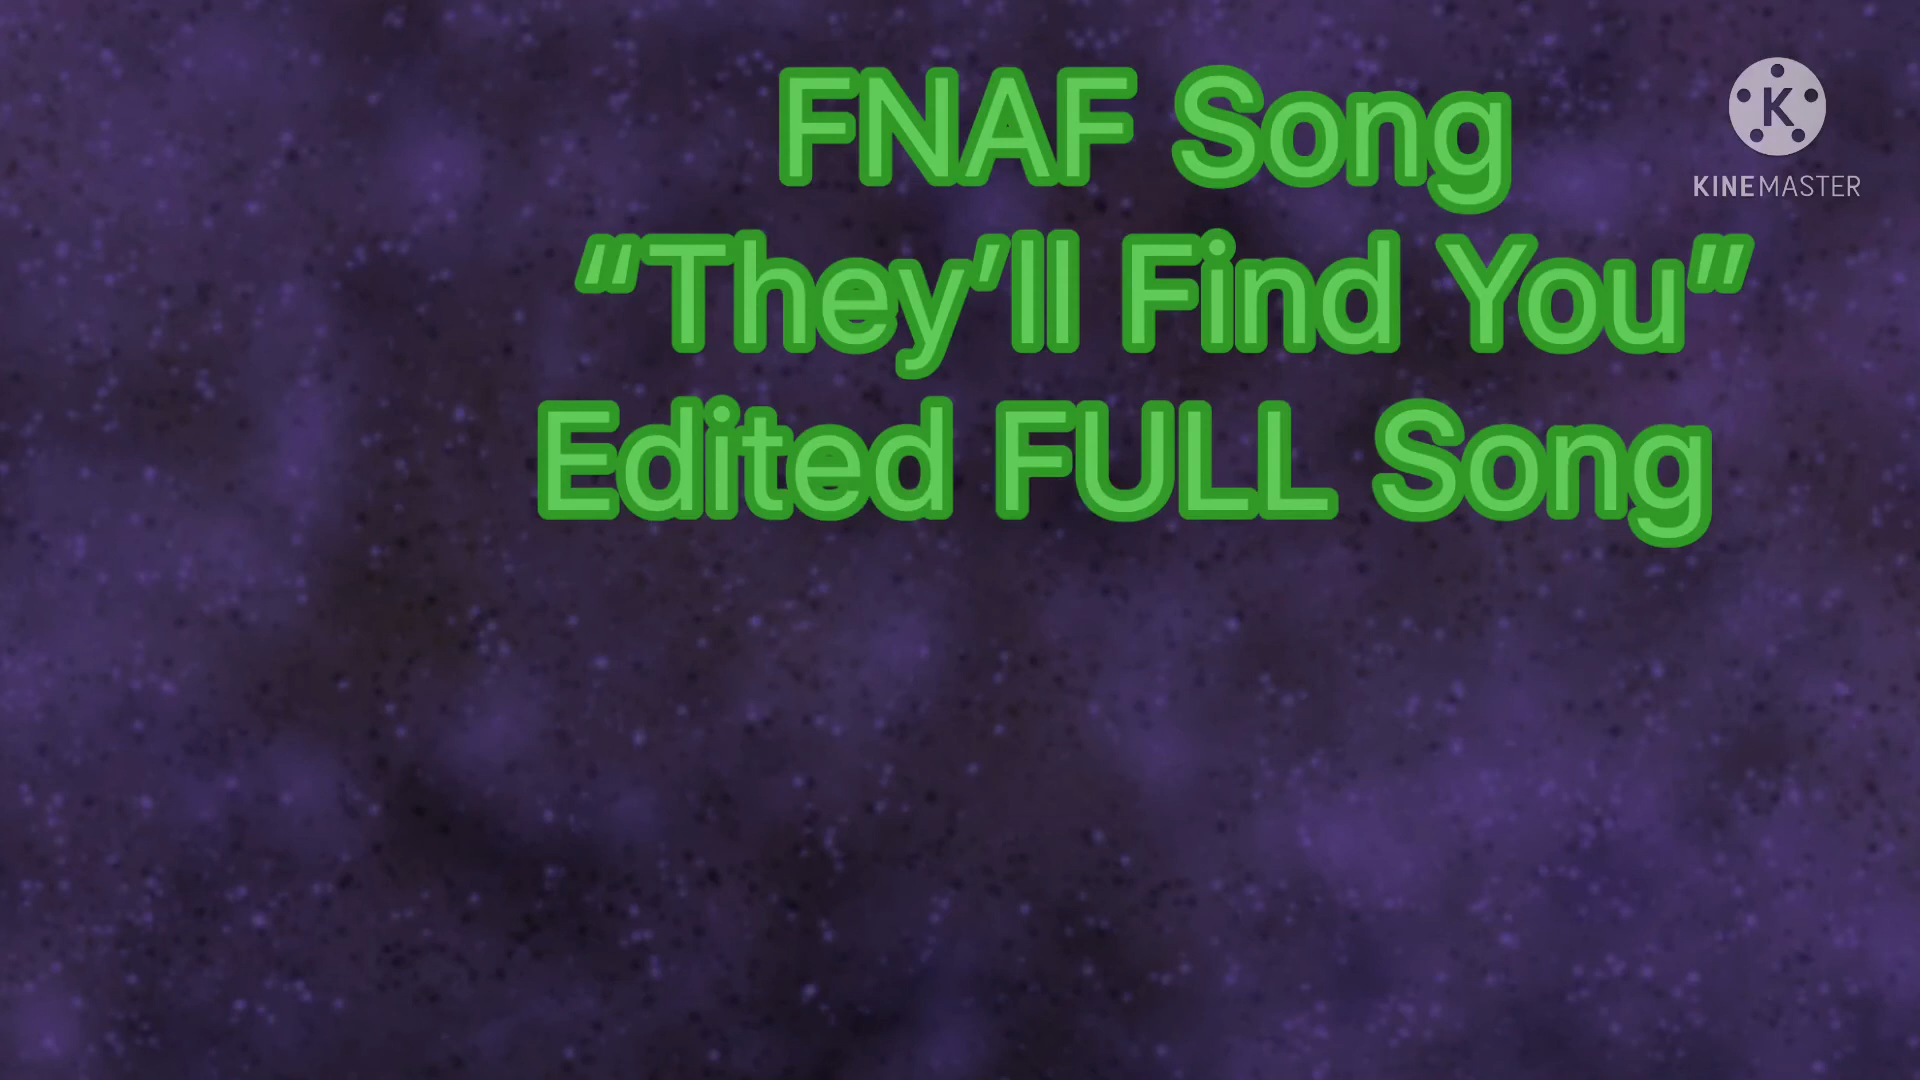 FNAF Song
“They’ll Find You”
Edited FULL Song
K
KINEMASTER